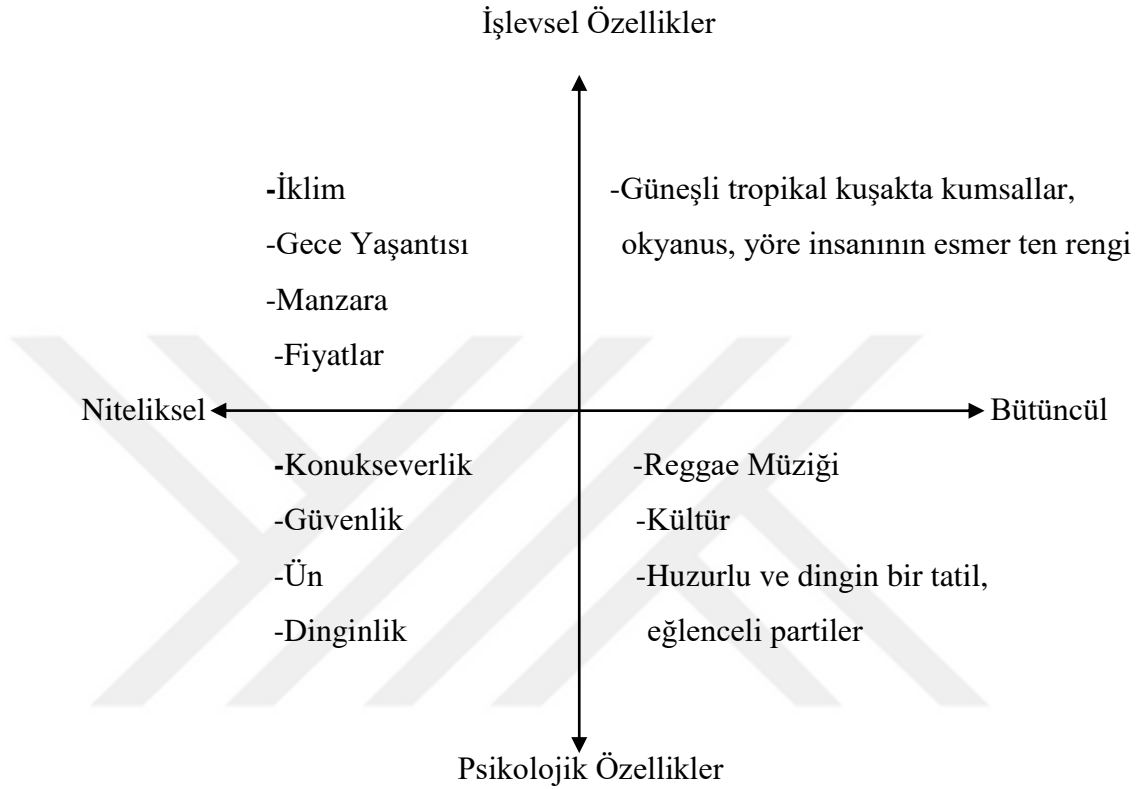 İşlevsel Özellikler
-İklim
-Gece Yaşantısı
-Manzara
-Fiyatlar
-Güneşli tropikal kuşakta kumsallar,
okyanus, yöre insanının esmer ten rengi
Niteliksel
Bütüncül
-Konukseverlik
-Güvenlik
-Ün
-Dinginlik
-Reggae Müziği
-Kültür
-Huzurlu ve dingin bir tatil,
eğlenceli partiler
Psikolojik Özellikler